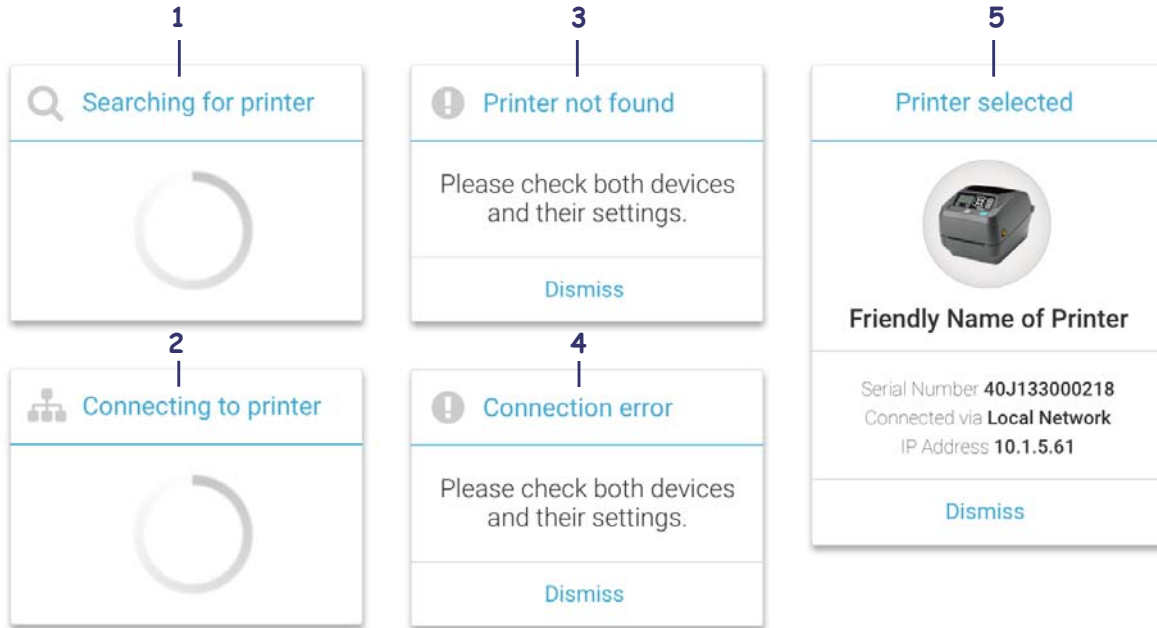 1
Searching for printer
2
Connecting to printer
3
Printer not found
Please check both devices
and their settings.
Dismiss
4
Connection error
Please check both devices
and their settings.
Dismiss
5
Printer selected
Friendly Name of Printer
Serial Number 40J133000218
Connected via Local Network
IP Address 10.1.5.61
Dismiss